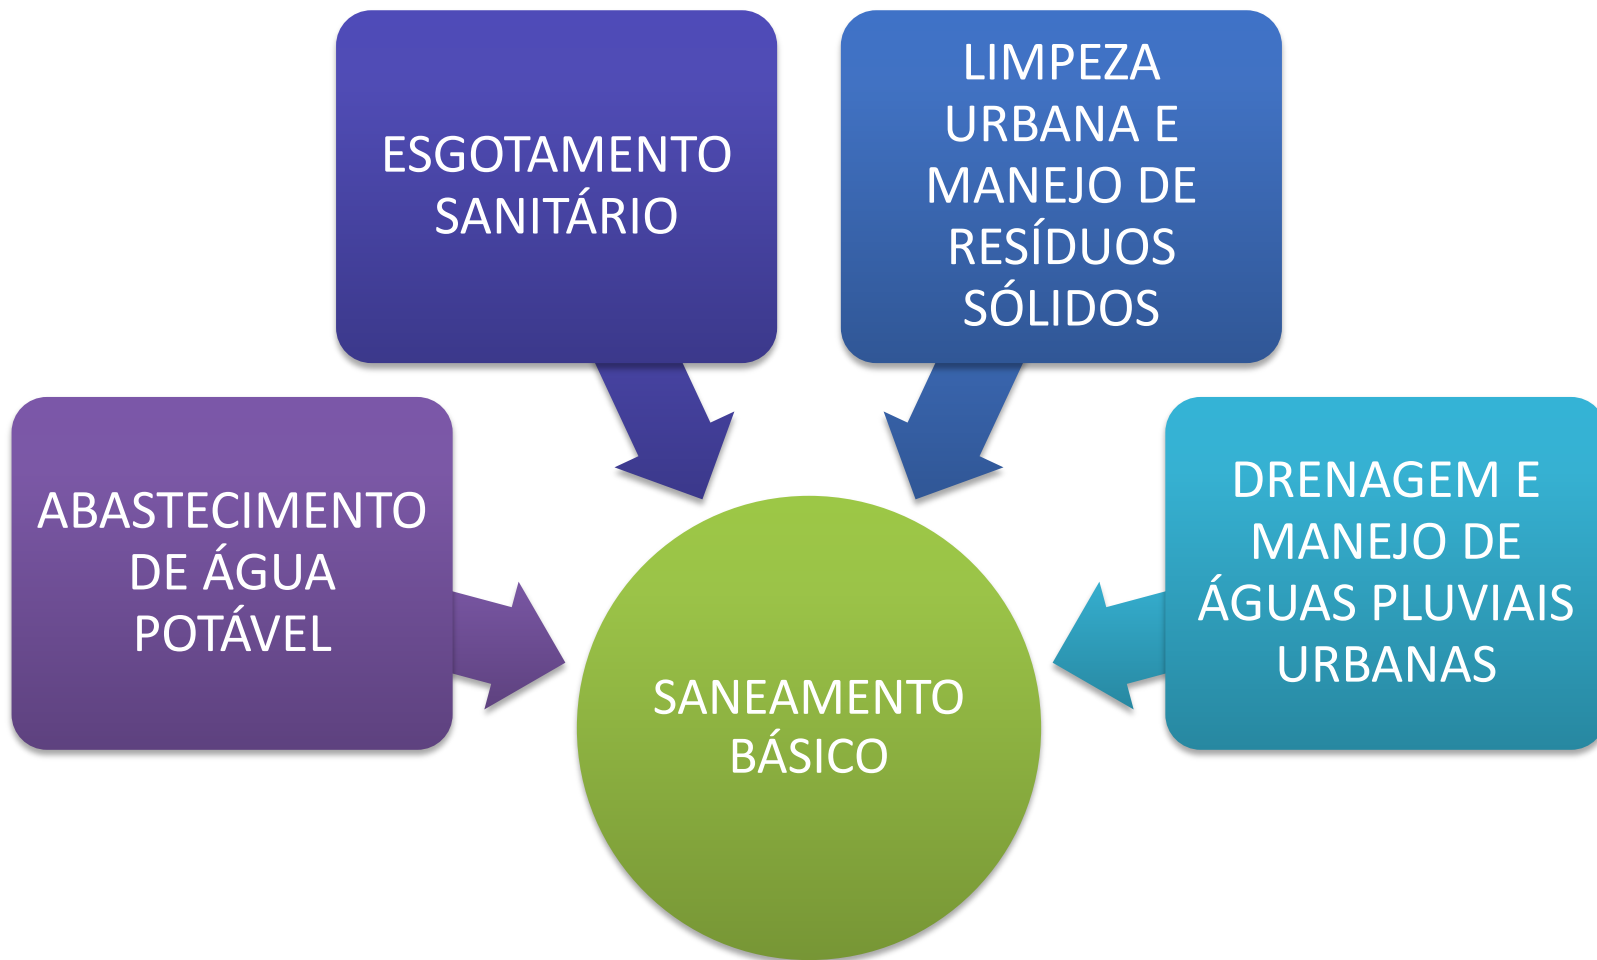 ESGOTAMENTO
SANITÁRIO
LIMPEZA
URBANA E
MANEJO DE
RESÍDUOS
SÓLIDOS
ABASTECIMENTO
DE ÁGUA
POTÁVEL
DRENAGEM E
MANEJO DE
ÁGUAS PLUVIAIS
URBANAS
SANEAMENTO
BÁSICO